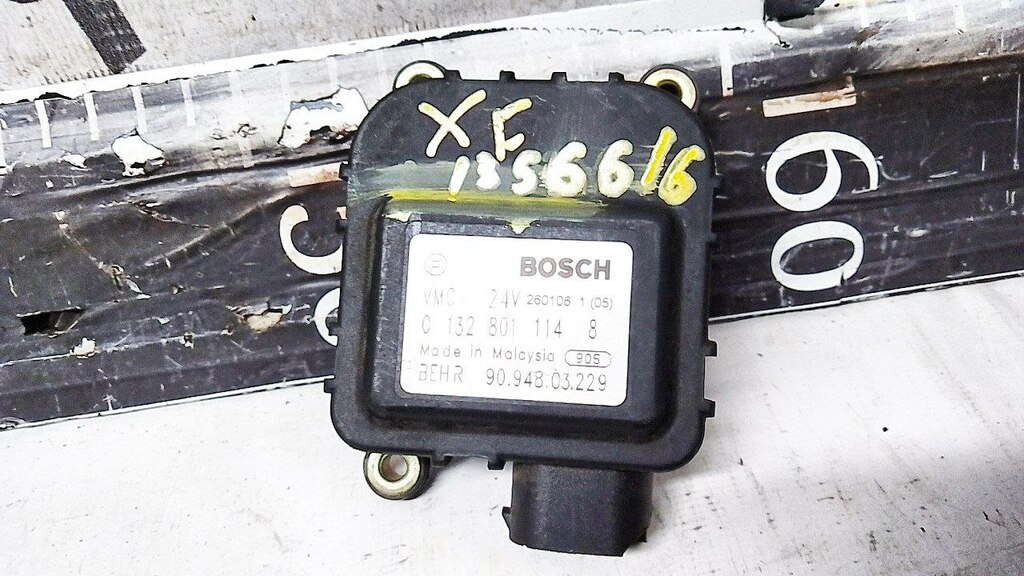 XF
1356616
BOSCH
VMC 24V 260106 1 (05)
0 132 801 114 8
Made in Malaysia 905
BEHR 90.948.03.229
60